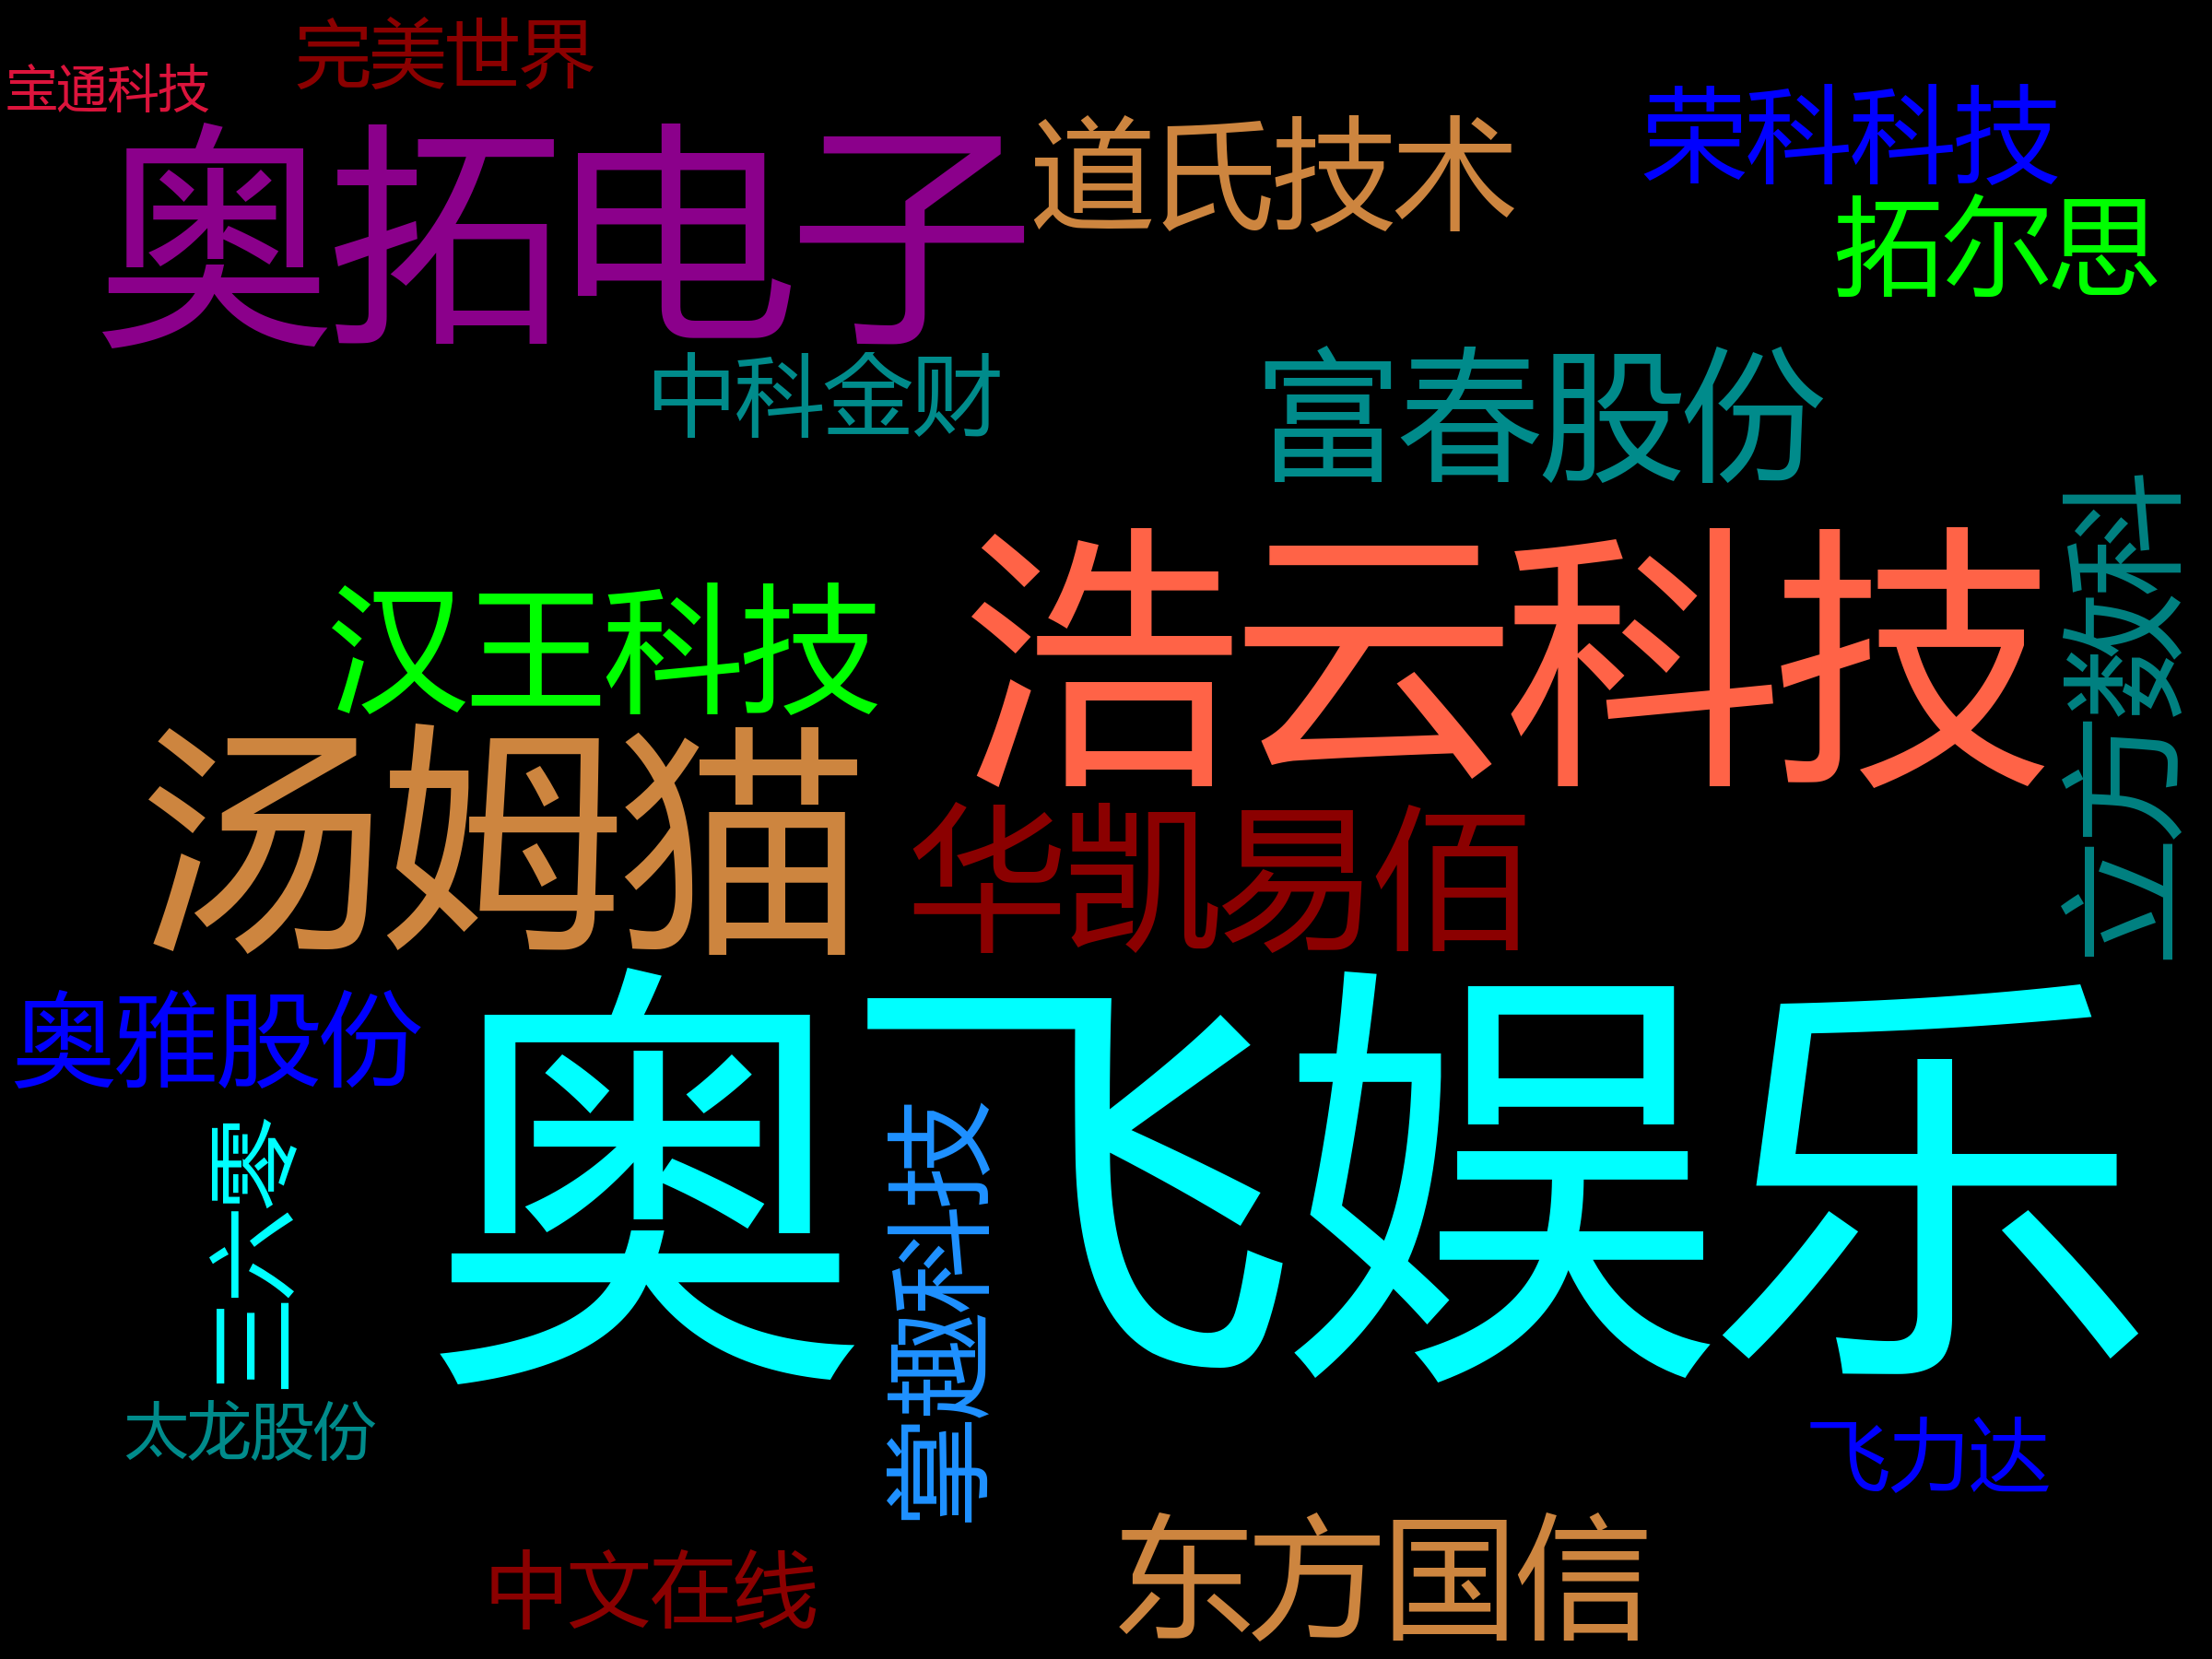 完美世界
宝通科技
荣科科技
道氏技术
奥拓电子
拓尔思
中科金财
富春股份
立方数科
浩云科技
汉王科技
汤姆猫
华凯易佰
奥雅股份
奥飞娱乐
三六零
掌趣科技
太龙股份
飞力达
东方国信
中文在线